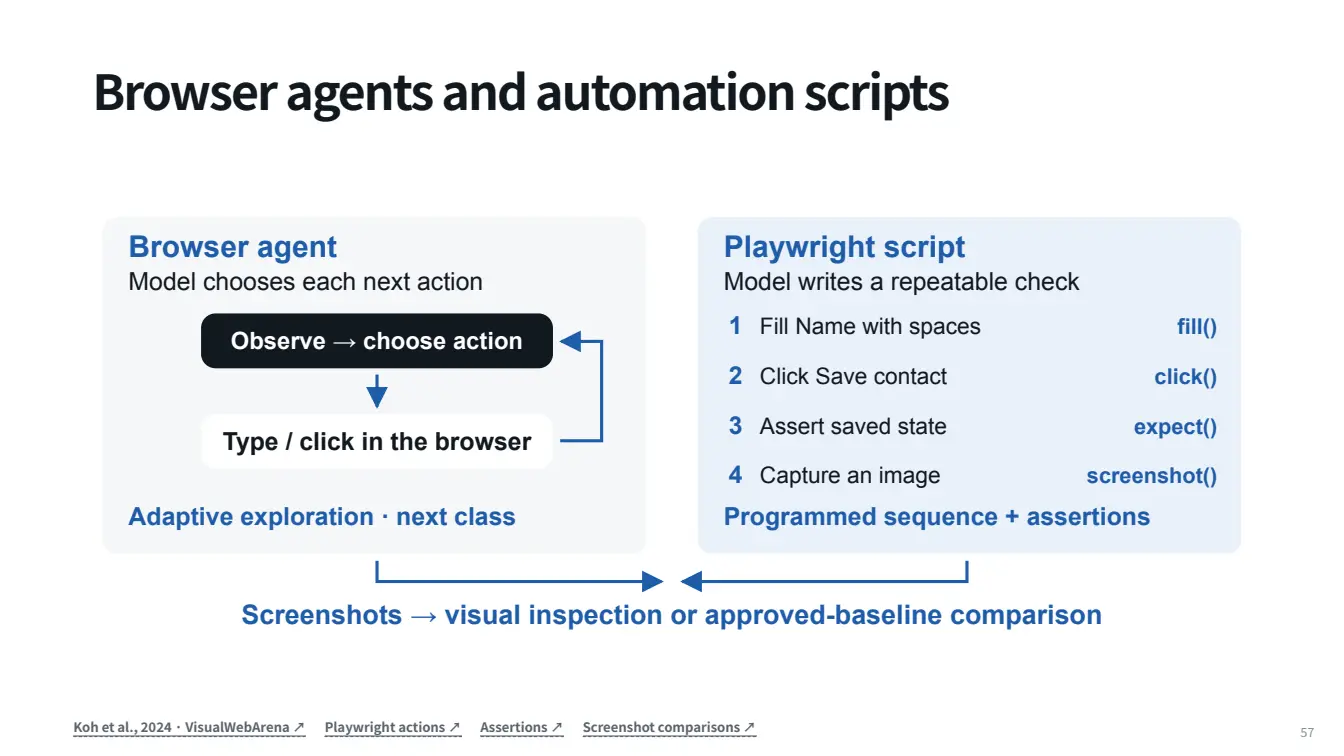 Browser agents and automation scripts
Browser agent
Model chooses each next action
Observe → choose action
Type / click in the browser
Adaptive exploration · next class
Playwright script
Model writes a repeatable check
1 Fill Name with spaces fill()
2 Click Save contact click()
3 Assert saved state expect()
4 Capture an image screenshot()
Programmed sequence + assertions
Screenshots → visual inspection or approved-baseline comparison
Koh et al., 2024 · VisualWebArena ↗ Playwright actions ↗ Assertions ↗ Screenshot comparisons ↗
57